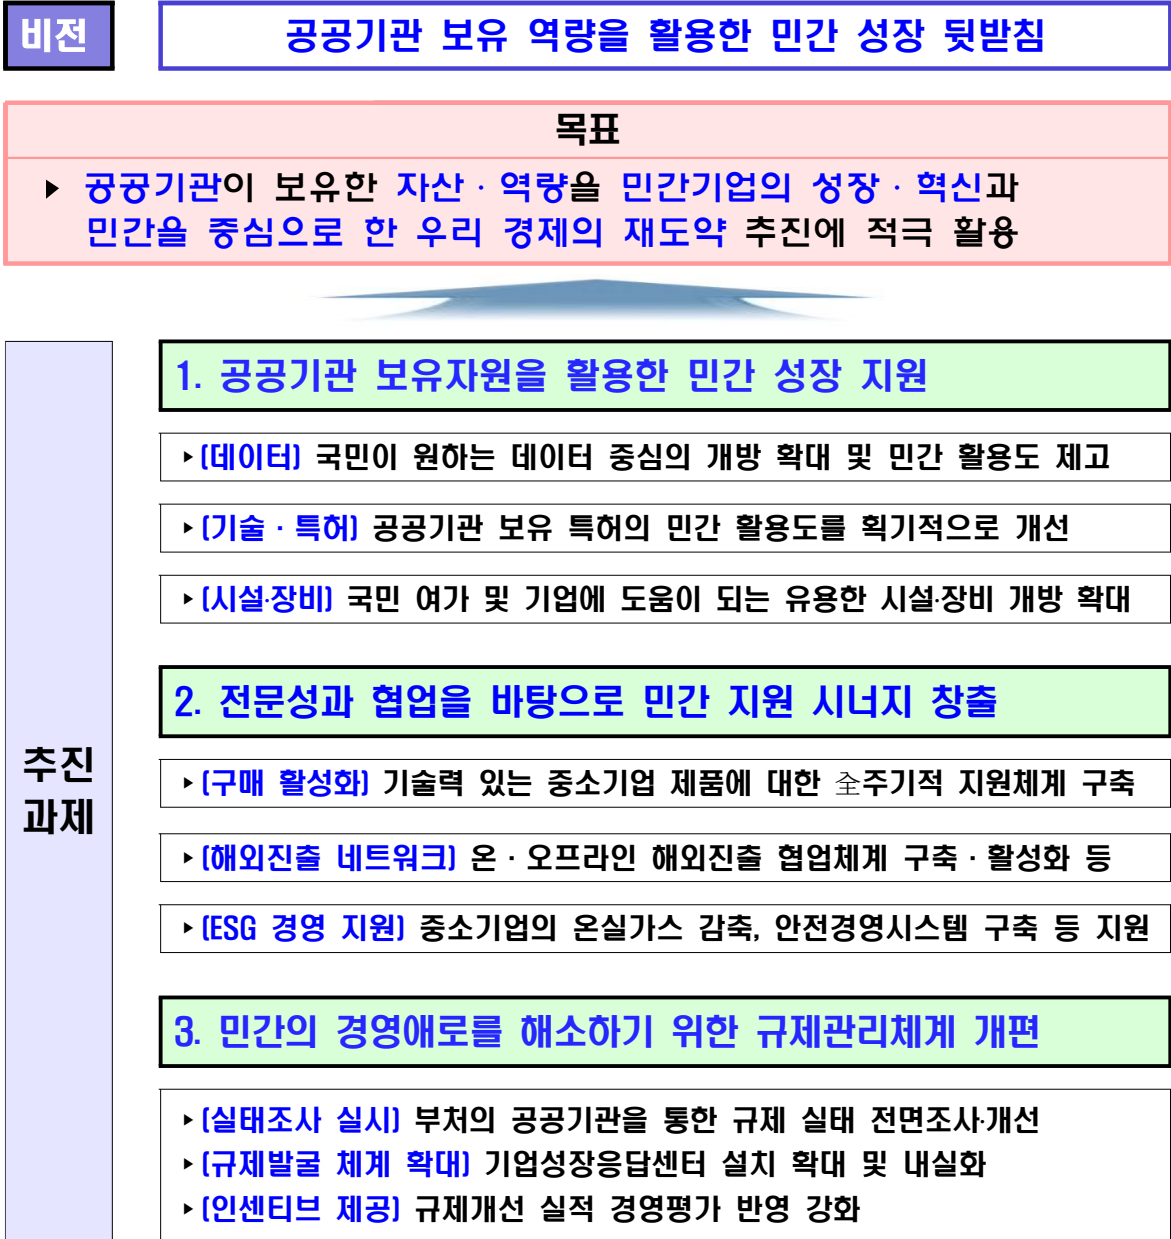 비전
공공기관 보유 역량을 활용한 민간 성장 뒷받침
목표
▶ 공공기관이 보유한 자산·역량을 민간기업의 성장·혁신과
민간을 중심으로 한 우리 경제의 재도약 추진에 적극 활용
추진
과제
1. 공공기관 보유자원을 활용한 민간 성장 지원
▸(데이터) 국민이 원하는 데이터 중심의 개방 확대 및 민간 활용도 제고
▸(기술·특허) 공공기관 보유 특허의 민간 활용도를 획기적으로 개선
▸(시설·장비) 국민 여가 및 기업에 도움이 되는 유용한 시설·장비 개방 확대
2. 전문성과 협업을 바탕으로 민간 지원 시너지 창출
▸(구매 활성화) 기술력 있는 중소기업 제품에 대한 全주기적 지원체계 구축
▸(해외진출 네트워크) 온·오프라인 해외진출 협업체계 구축·활성화 등
▸(ESG 경영 지원) 중소기업의 온실가스 감축, 안전경영시스템 구축 등 지원
3. 민간의 경영애로를 해소하기 위한 규제관리체계 개편
▸(실태조사 실시) 부처의 공공기관을 통한 규제 실태 전면조사·개선
▸(규제발굴 체계 확대) 기업성장응답센터 설치 확대 및 내실화
▸(인센티브 제공) 규제개선 실적 경영평가 반영 강화